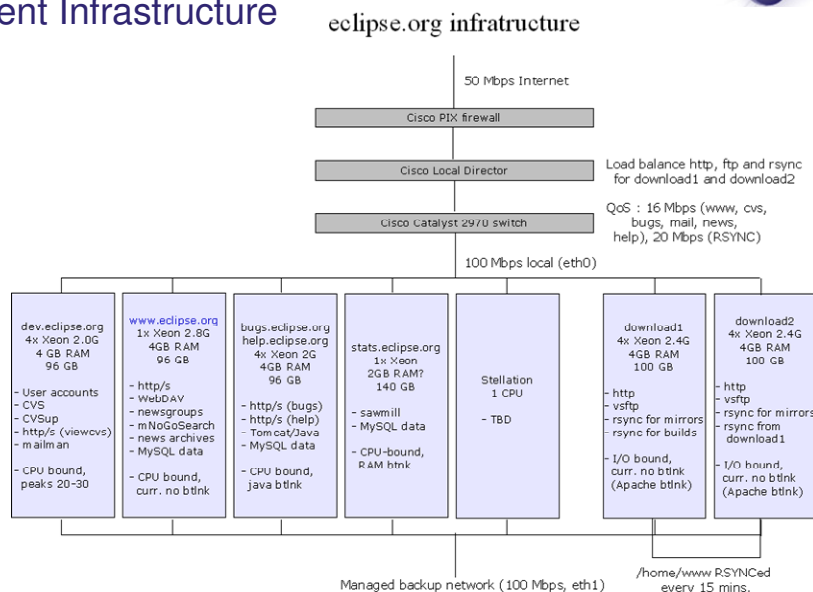 ent Infrastructure
eclipse.org infratructure
50 Mbps Internet
Cisco PIX firewall
Cisco Local Director
Load balance http, ftp and rsync
for download1 and download2
Cisco Catalyst 2970 switch
QoS : 16 Mbps (www, cvs,
bugs, mail, news,
help), 20 Mbps (RSYNC)
100 Mbps local (eth0)
dev.eclipse.org
4x Xeon 2.0G
4 GB RAM
96 GB
- User accounts
- CVS
- CVSup
- http/s (viewcvs)
- mailman
- CPU bound,
peaks 20-30
www.eclipse.org
1x Xeon 2.8G
4GB RAM
96 GB
- http/s
- WebDAV
- newsgroups
- mNoGoSearch
- news archives
- MySQL data
- CPU bound,
curr. no btlnk
bugs.eclipse.org
help.eclipse.org
4x Xeon 2G
4GB RAM
96 GB
- http/s (bugs)
- http/s (help)
- Tomcat/Java
- MySQL data
- CPU bound,
java btlnk
stats.eclipse.org
1x Xeon
2GB RAM?
140 GB
- sawmill
- MySQL data
- CPU-bound,
RAM btnk
Stellation
1 CPU
- TBD
download1
4x Xeon 2.4G
4GB RAM
100 GB
- http
- vsftp
- rsync for mirrors
- rsync for builds
- I/O bound,
curr. no btlnk
(Apache btlnk)
download2
4x Xeon 2.4G
4GB RAM
100 GB
- http
- vsftp
- rsync for mirrors
- rsync from
download1
- I/O bound,
curr. no btlnk
(Apache btlnk)
Managed backup network (100 Mbps, eth1)
/home/www RSYNCed
every 15 mins.